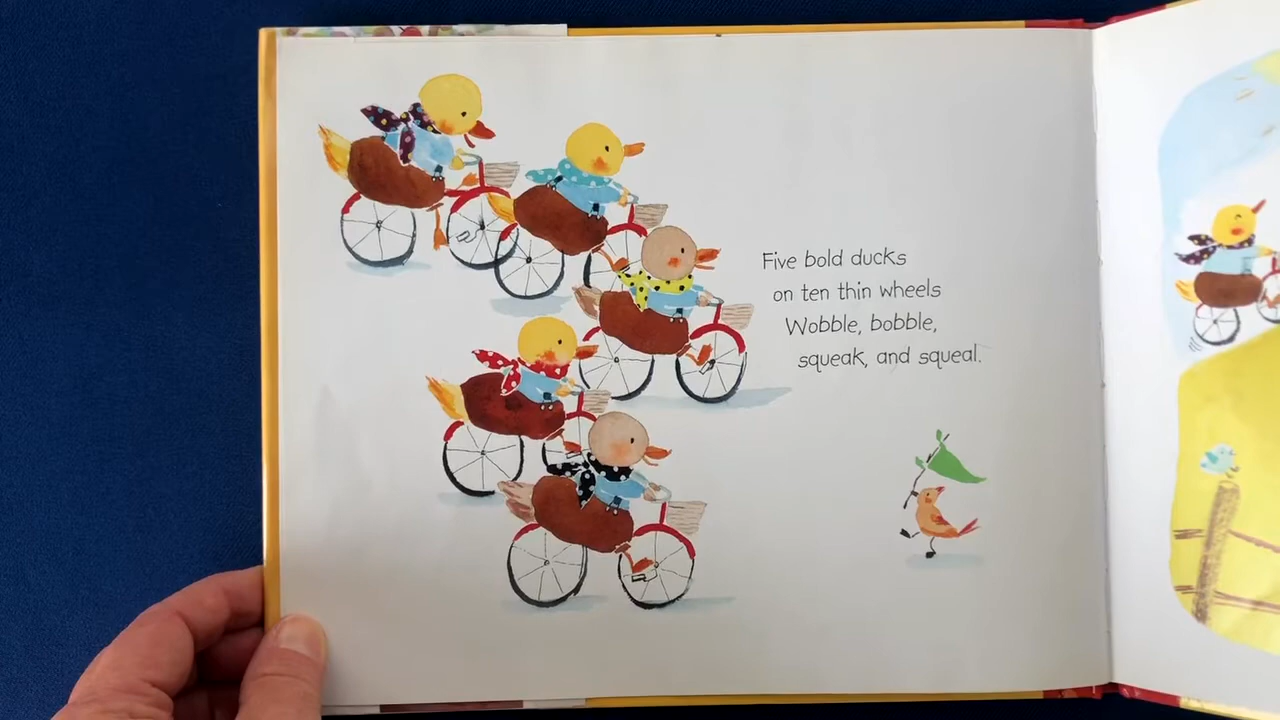 Five bold ducks
on ten thin wheels
Wobble, bobble,
squeak, and squeal.